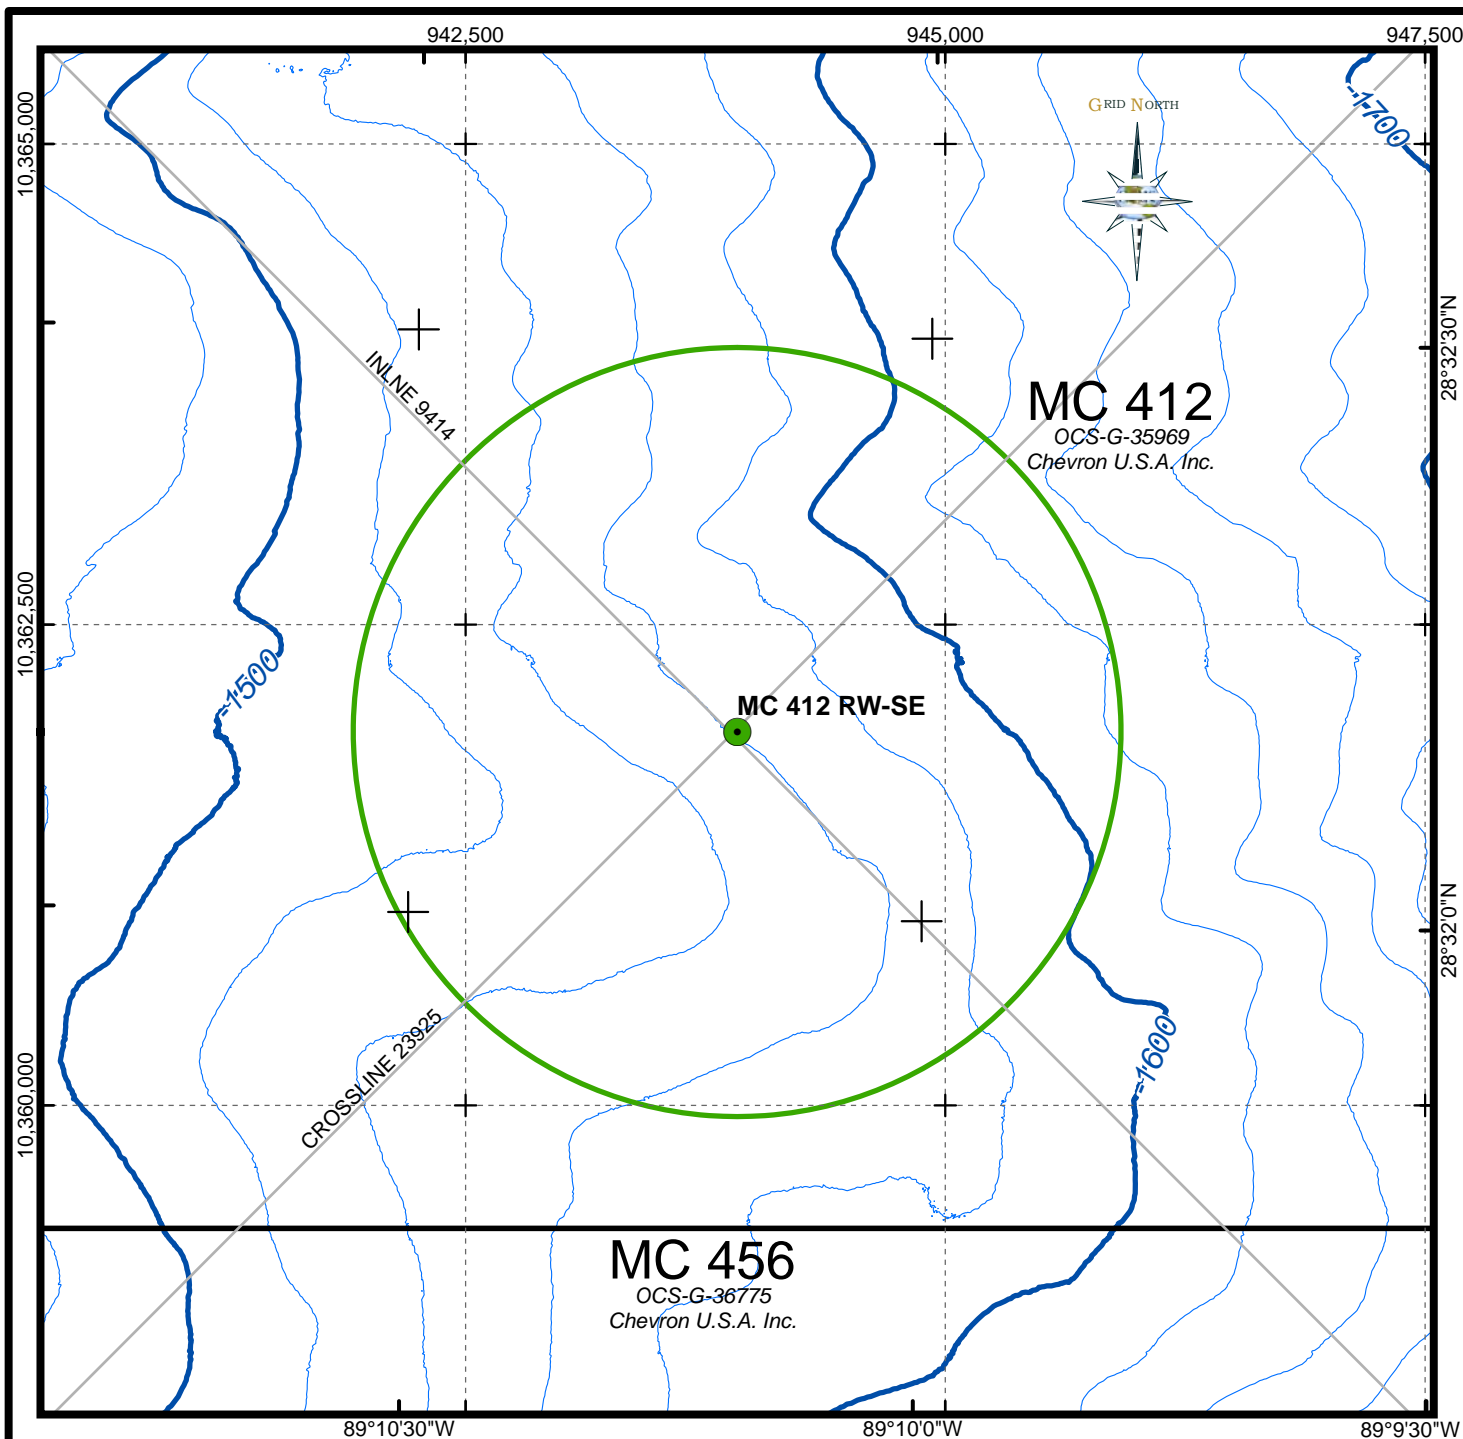 942,500
945,000
947,500
GRID NORTH
-1700
10,365,000
28°32'30"N
INLNE 9414
MC 412
OCS-G-35969
Chevron U.S.A. Inc.
10,362,500
-1500
MC 412 RW-SE
28°32'0"N
CROSSLINE 23925
-1600
10,360,000
MC 456
OCS-G-36775
Chevron U.S.A. Inc.
89°10'30"W
89°10'0"W
89°9'30"W